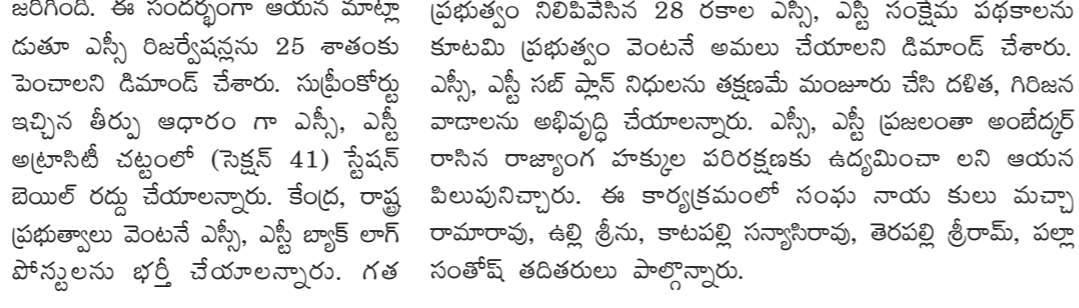 జరిగింది. ఈ సందర్భంగా ఆయన మాట్లా
డుతూ ఎస్సీ రిజర్వేషన్లను 25 శాతంకు
పెంచాలని డిమాండ్ చేశారు. సుప్రీంకోర్టు
ఇచ్చిన తీర్పు ఆధారం గా ఎస్సీ, ఎస్టీ
అట్రాసిటీ చట్టంలో (సెక్షన్ 41) స్టేషన్
బెయిల్ రద్దు చేయాలన్నారు. కేంద్ర, రాష్ట్ర
ప్రభుత్వాలు వెంటనే ఎస్సీ, ఎస్టీ బ్యాక్ లాగ్
పోస్టులను భర్తీ చేయాలన్నారు. గత
ప్రభుత్వం నిలిపివేసిన 28 రకాల ఎస్సీ, ఎస్టీ సంక్షేమ పథకాలను
కూటమి ప్రభుత్వం వెంటనే అమలు చేయాలని డిమాండ్ చేశారు.
ఎస్సీ, ఎస్టీ సబ్ ప్లాన్ నిధులను తక్షణమే మంజూరు చేసి దళిత, గిరిజన
వాడాలను అభివృద్ధి చేయాలన్నారు. ఎస్సీ, ఎస్టీ ప్రజలంతా అంబేద్కర్
రాసిన రాజ్యాంగ హక్కుల పరిరక్షణకు ఉద్యమించా లని ఆయన
పిలుపునిచ్చారు. ఈ కార్యక్రమంలో సంఘ నాయ కులు మచ్చా
రామారావు, ఉల్లి శ్రీను, కాటపల్లి సన్యాసిరావు, తెరపల్లి శ్రీరామ్, పల్లా
సంతోష్ తదితరులు పాల్గొన్నారు.